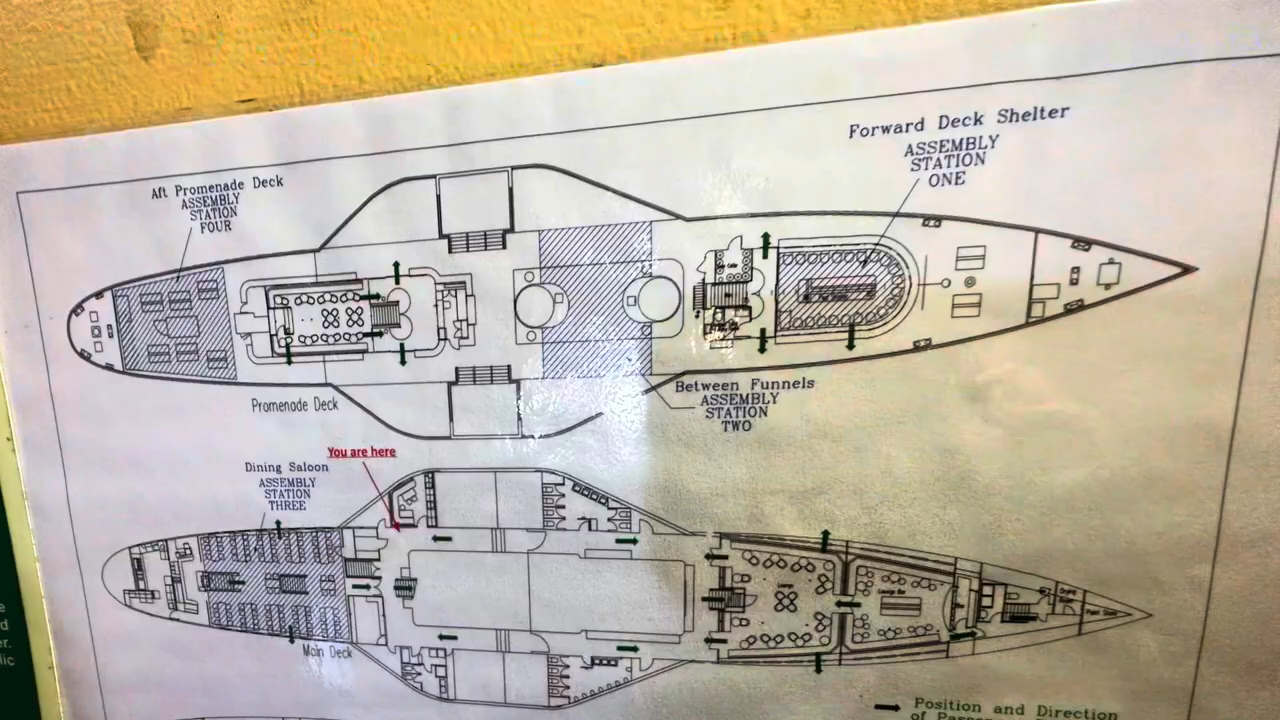 Forward Deck Shelter
ASSEMBLY
STATION
ONE
Aft Promenade Deck
ASSEMBLY
STATION
FOUR
Between Funnels
ASSEMBLY
STATION
TWO
Promenade Deck
You are here
Dining Saloon
ASSEMBLY
STATION
THREE
Main Deck
Position and Direction